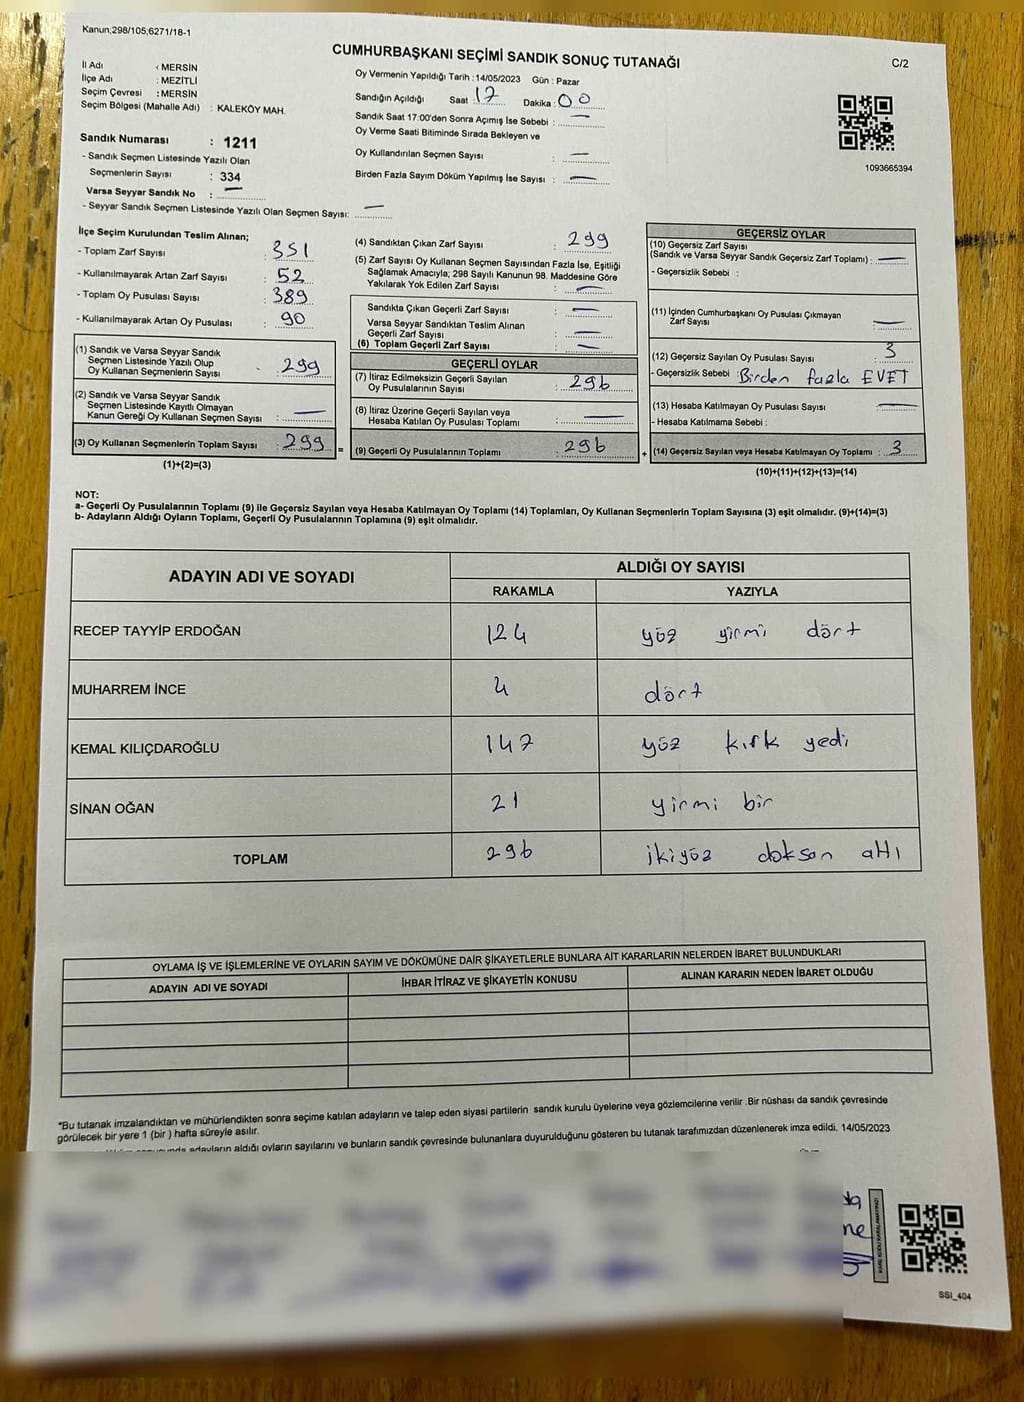 Kanun;298/105;6271/18-1
CUMHURBAŞKANI SEÇİMİ SANDIK SONUÇ TUTANAĞI
C/2
İl Adı : MERSİN
İlçe Adı : MEZİTLİ
Seçim Çevresi : MERSİN
Seçim Bölgesi (Mahalle Adı) : KALEKÖY MAH.
Sandık Numarası : 1211
- Sandık Seçmen Listesinde Yazılı Olan
Seçmenlerin Sayısı : 334
Varsa Seyyar Sandık No : —
- Seyyar Sandık Seçmen Listesinde Yazılı Olan Seçmen Sayısı: —
Oy Vermenin Yapıldığı Tarih : 14/05/2023 Gün : Pazar
Sandığın Açıldığı Saat : 17 Dakika : 00
Sandık Saat 17:00'den Sonra Açımış İse Sebebi : —
Oy Verme Saati Bitiminde Sırada Bekleyen ve
Oy Kullandırılan Seçmen Sayısı : —
Birden Fazla Sayım Döküm Yapılmış İse Sayısı : —
1093665394
İlçe Seçim Kurulundan Teslim Alınan;
- Toplam Zarf Sayısı : 351
- Kullanılmayarak Artan Zarf Sayısı : 52
- Toplam Oy Pusulası Sayısı : 389
- Kullanılmayarak Artan Oy Pusulası : 90
(1) Sandık ve Varsa Seyyar Sandık
Seçmen Listesinde Yazılı Olup
Oy Kullanan Seçmenlerin Sayısı : 299
(2) Sandık ve Varsa Seyyar Sandık
Seçmen Listesinde Kayıtlı Olmayan
Kanun Gereği Oy Kullanan Seçmen Sayısı : —
(3) Oy Kullanan Seçmenlerin Toplam Sayısı : 299 =
(1)+(2)=(3)
(4) Sandıktan Çıkan Zarf Sayısı : 299
(5) Zarf Sayısı Oy Kullanan Seçmen Sayısından Fazla İse, Eşitliği
Sağlamak Amacıyla; 298 Sayılı Kanunun 98. Maddesine Göre
Yakılarak Yok Edilen Zarf Sayısı : —
Sandıkta Çıkan Geçerli Zarf Sayısı : —
Varsa Seyyar Sandıktan Teslim Alınan
Geçerli Zarf Sayısı : —
(6) Toplam Geçerli Zarf Sayısı : —
GEÇERLİ OYLAR
(7) İtiraz Edilmeksizin Geçerli Sayılan
Oy Pusulalarının Sayısı : 296
(8) İtiraz Üzerine Geçerli Sayılan veya
Hesaba Katılan Oy Pusulası Toplamı : —
(9) Geçerli Oy Pusulalarının Toplamı : 296 +
GEÇERSİZ OYLAR
(10) Geçersiz Zarf Sayısı
(Sandık ve Varsa Seyyar Sandık Geçersiz Zarf Toplamı) : —
- Geçersizlik Sebebi :
(11) İçinden Cumhurbaşkanı Oy Pusulası Çıkmayan
Zarf Sayısı : —
(12) Geçersiz Sayılan Oy Pusulası Sayısı : 3
- Geçersizlik Sebebi : Birden fazla EVET
(13) Hesaba Katılmayan Oy Pusulası Sayısı : —
- Hesaba Katılmama Sebebi :
(14) Geçersiz Sayılan veya Hesaba Katılmayan Oy Toplamı : 3
(10)+(11)+(12)+(13)=(14)
NOT:
a- Geçerli Oy Pusulalarının Toplamı (9) ile Geçersiz Sayılan veya Hesaba Katılmayan Oy Toplamı (14) Toplamları, Oy Kullanan Seçmenlerin Toplam Sayısına (3) eşit olmalıdır. (9)+(14)=(3)
b- Adayların Aldığı Oyların Toplamı, Geçerli Oy Pusulalarının Toplamına (9) eşit olmalıdır.
ADAYIN ADI VE SOYADI
ALDIĞI OY SAYISI
RAKAMLA YAZIYLA
RECEP TAYYİP ERDOĞAN 124 yüz yirmi dört
MUHARREM İNCE 4 dört
KEMAL KILIÇDAROĞLU 147 yüz kırk yedi
SİNAN OĞAN 21 yirmi bir
TOPLAM 296 ikiyüz doksan altı
OYLAMA İŞ VE İŞLEMLERİNE VE OYLARIN SAYIM VE DÖKÜMÜNE DAİR ŞİKAYETLERLE BUNLARA AİT KARARLARIN NELERDEN İBARET BULUNDUKLARI
ADAYIN ADI VE SOYADI İHBAR İTİRAZ VE ŞİKAYETİN KONUSU ALINAN KARARIN NEDEN İBARET OLDUĞU
*Bu tutanak imzalandıktan ve mühürlendikten sonra seçime katılan adayların ve talep eden siyasi partilerin sandık kurulu üyelerine veya gözlemcilerine verilir .Bir nüshası da sandık çevresinde
görülecek bir yere 1 (bir ) hafta süreyle asılır.
adayların aldığı oyların sayılarını ve bunların sandık çevresinde bulunanlara duyurulduğunu gösteren bu tutanak tarafımızdan düzenlenerek imza edildi. 14/05/2023
KARE KODU KARALAMAYINIZ!
SSI_404